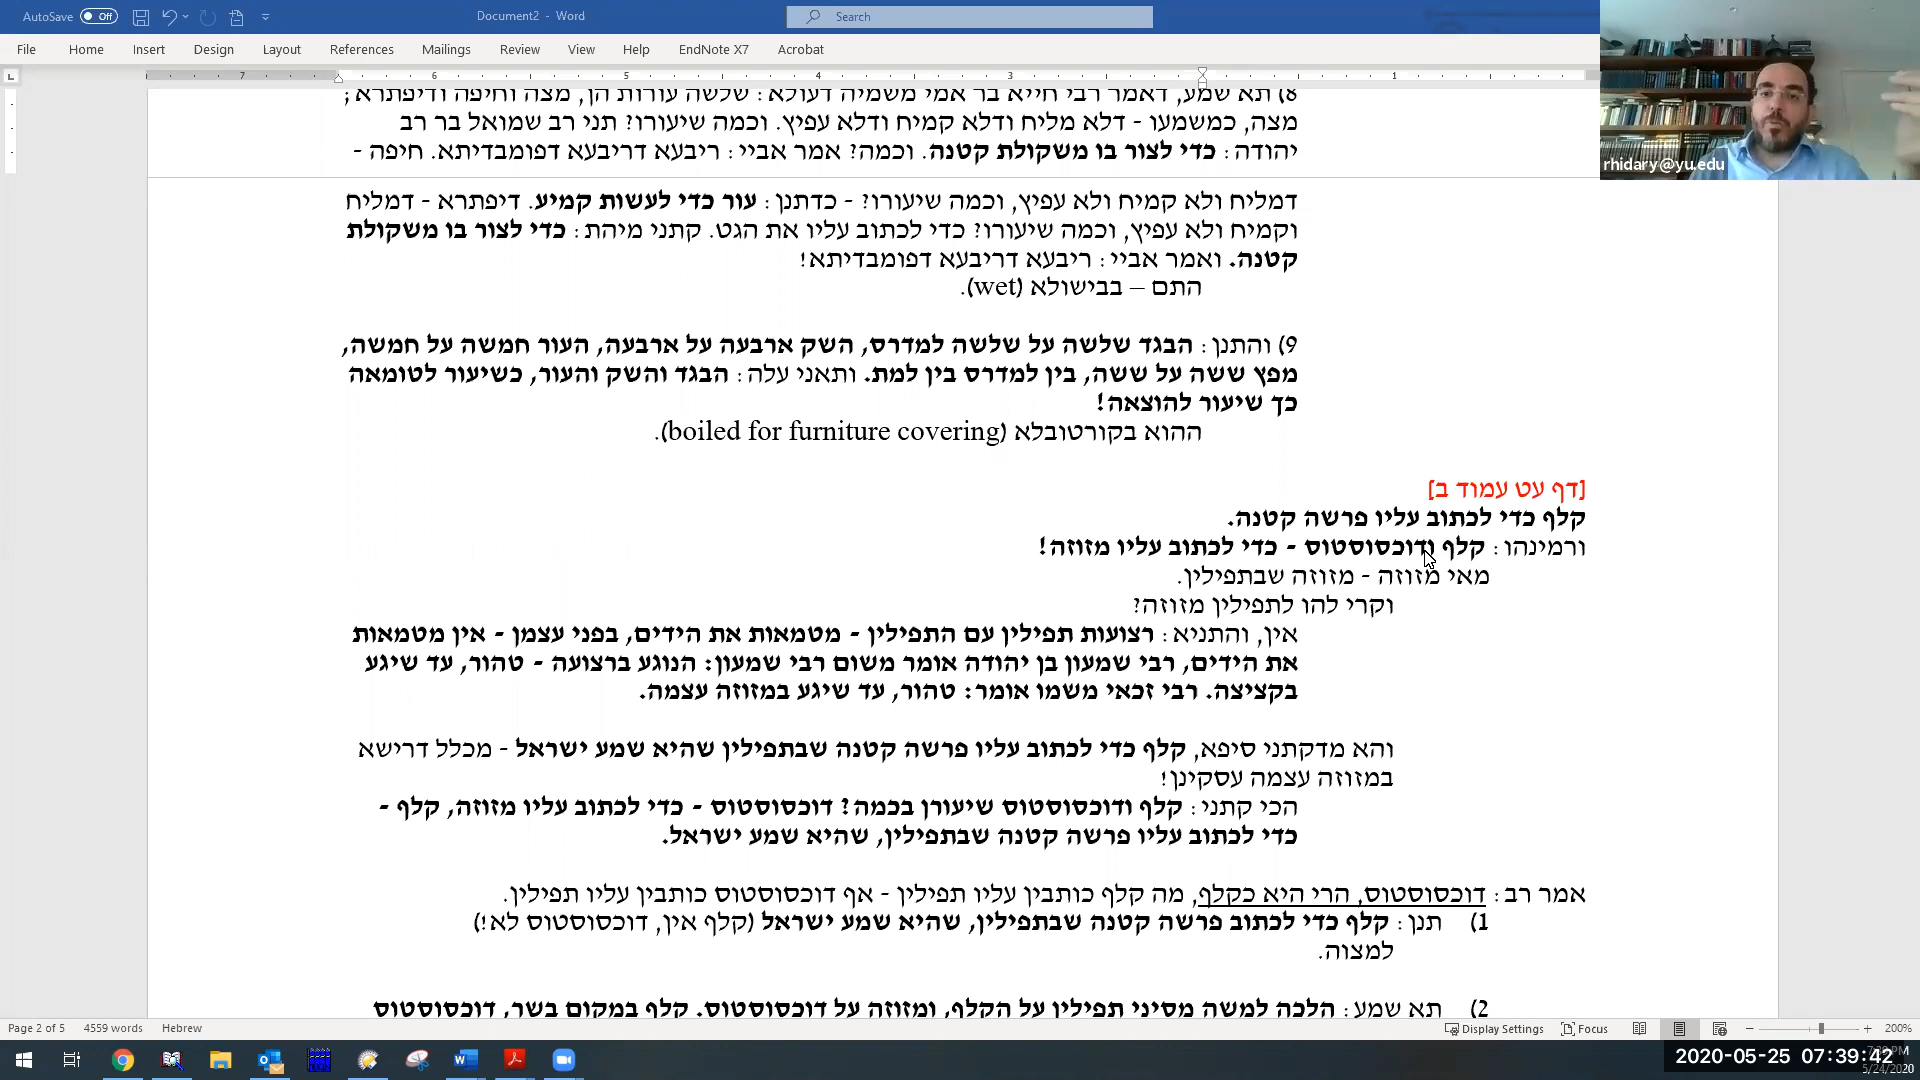 AutoSave Off Document2 - Word Search
File Home Insert Design Layout References Mailings Review View Help EndNote X7 Acrobat
7 6 5 4 3 1
8) תא שמע, דאמר רבי חייא בר אמי משמיה דעולא: שלשה עורות הן, מצה וחיפה ודיפתרא;
מצה, כמשמעו - דלא מליח ודלא קמיח ודלא עפיץ. וכמה שיעורו? תני רב שמואל בר רב
יהודה: כדי לצור בו משקולת קטנה. וכמה? אמר אביי: ריבעא דריבעא דפומבדיתא. חיפה -
דמליח ולא קמיח ולא עפיץ, וכמה שיעורו? - כדתנן: עור כדי לעשות קמיע. דיפתרא - דמליח
וקמיח ולא עפיץ, וכמה שיעורו? כדי לכתוב עליו את הגט. קתני מיהת: כדי לצור בו משקולת
קטנה. ואמר אביי: ריבעא דריבעא דפומבדיתא!
התם – בבישולא (wet).
9) והתנן: הבגד שלשה על שלשה למדרס, השק ארבעה על ארבעה, העור חמשה על חמשה,
מפץ ששה על ששה, בין למדרס בין למת. ותאני עלה: הבגד והשק והעור, כשיעור לטומאה
כך שיעור להוצאה!
ההוא בקורטובלא (boiled for furniture covering).
[דף עט עמוד ב]
קלף כדי לכתוב עליו פרשה קטנה.
ורמינהו: קלף ודוכסוסטוס - כדי לכתוב עליו מזוזה!
מאי מזוזה - מזוזה שבתפילין.
וקרי להו לתפילין מזוזה?
אין, והתניא: רצועות תפילין עם התפילין - מטמאות את הידים, בפני עצמן - אין מטמאות
את הידים, רבי שמעון בן יהודה אומר משום רבי שמעון: הנוגע ברצועה - טהור, עד שיגע
בקציצה. רבי זכאי משמו אומר: טהור, עד שיגע במזוזה עצמה.
והא מדקתני סיפא, קלף כדי לכתוב עליו פרשה קטנה שבתפילין שהיא שמע ישראל - מכלל דרישא
במזוזה עצמה עסקינן!
הכי קתני: קלף ודוכסוסטוס שיעורן בכמה? דוכסוסטוס - כדי לכתוב עליו מזוזה, קלף -
כדי לכתוב עליו פרשה קטנה שבתפילין, שהיא שמע ישראל.
אמר רב: דוכסוסטוס, הרי היא כקלף, מה קלף כותבין עליו תפילין - אף דוכסוסטוס כותבין עליו תפילין.
1) תנן: קלף כדי לכתוב פרשה קטנה שבתפילין, שהיא שמע ישראל (קלף אין, דוכסוסטוס לא!)
למצוה.
2) תא שמע: הלכה למשה מסיני תפילין על הקלף, ומזוזה על דוכסוסטוס. קלף במקום בשר, דוכסוסטוס
rhidary@yu.edu
Page 2 of 5 4559 words Hebrew Display Settings Focus 200%
2020-05-25 07:39:42
5/24/2020